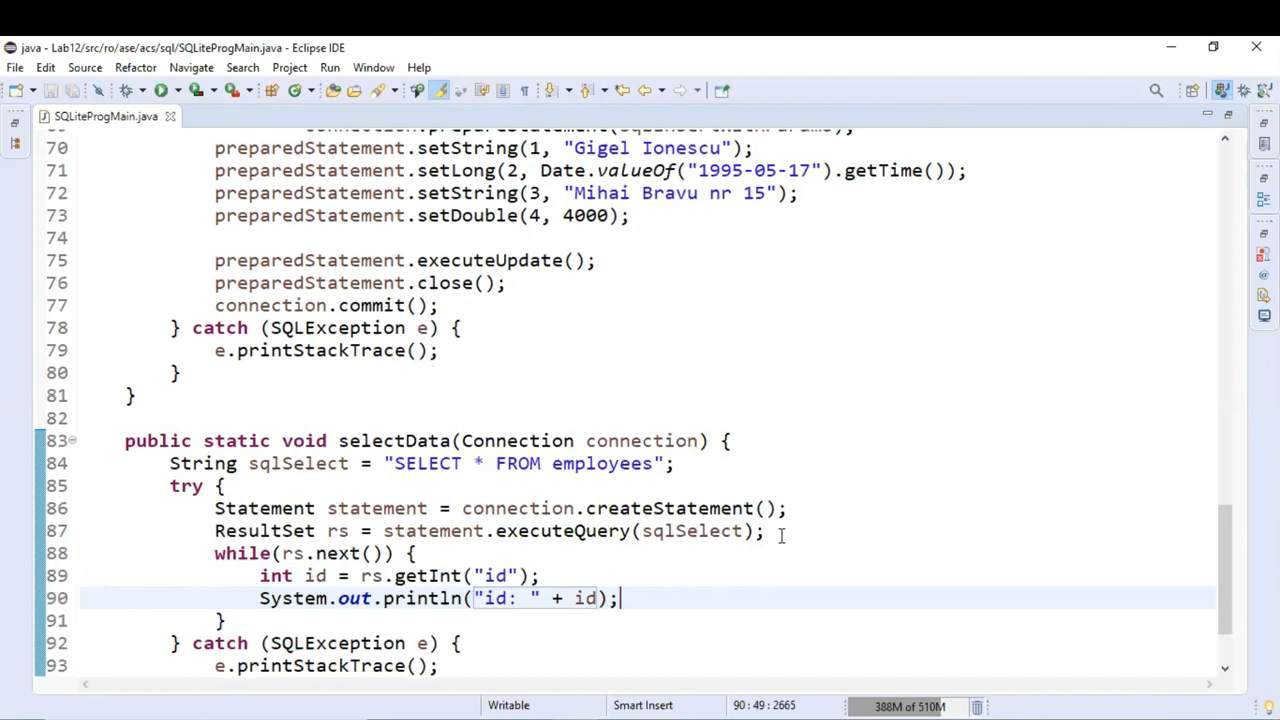 java - Lab12/src/ro/ase/acs/sql/SQLiteProgMain.java - Eclipse IDE
File Edit Source Refactor Navigate Search Project Run Window Help
SQLiteProgMain.java
69 connection.prepareStatement(sqlInsertWithParams);
70 preparedStatement.setString(1, "Gigel Ionescu");
71 preparedStatement.setLong(2, Date.valueOf("1995-05-17").getTime());
72 preparedStatement.setString(3, "Mihai Bravu nr 15");
73 preparedStatement.setDouble(4, 4000);
74
75 preparedStatement.executeUpdate();
76 preparedStatement.close();
77 connection.commit();
78 } catch (SQLException e) {
79 e.printStackTrace();
80 }
81 }
82
83 public static void selectData(Connection connection) {
84 String sqlSelect = "SELECT * FROM employees";
85 try {
86 Statement statement = connection.createStatement();
87 ResultSet rs = statement.executeQuery(sqlSelect);
88 while(rs.next()) {
89 int id = rs.getInt("id");
90 System.out.println("id: " + id);
91 }
92 } catch (SQLException e) {
93 e.printStackTrace();
Writable Smart Insert 90 : 49 : 2665 388M of 510M